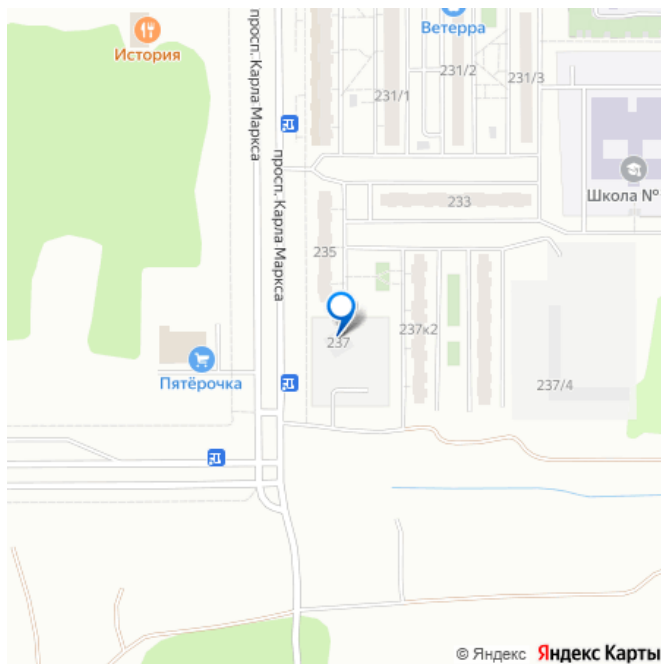 История
просп. Карла Маркса
просп. Карла Маркса
Ветерра
231/2
231/3
231/1
Школа №
233
235
237
237к2
Пятёрочка
237/4
© Яндекс Яндекс Карты